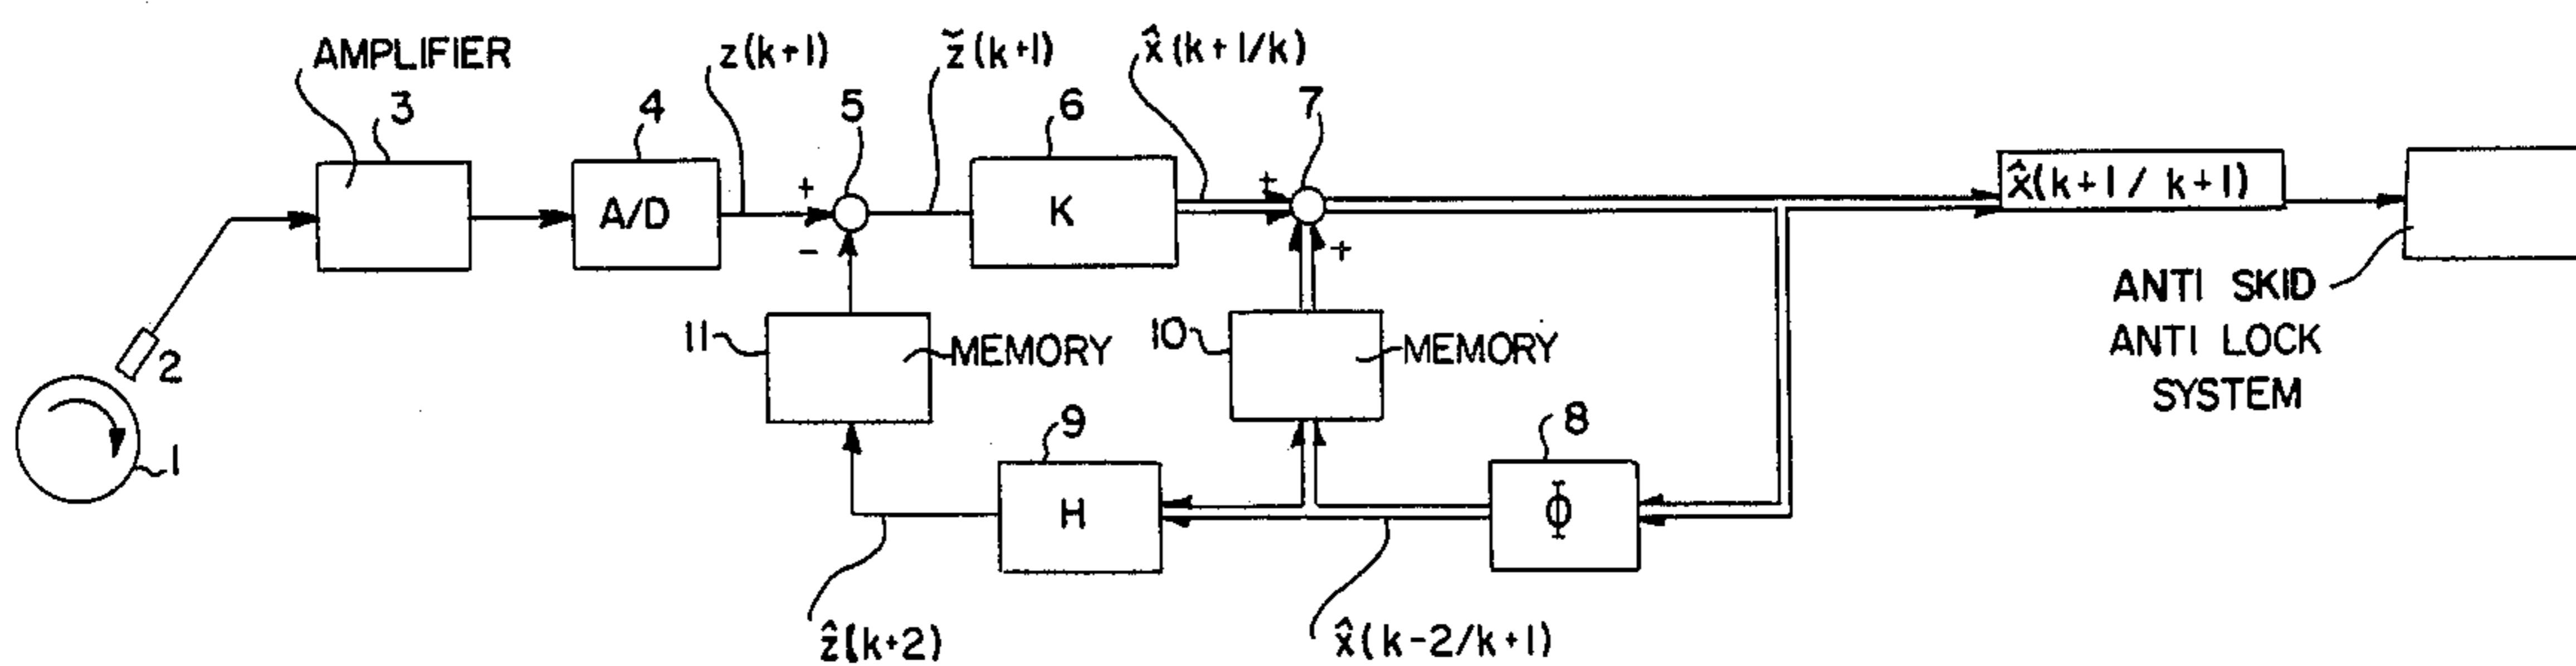 AMPLIFIER
z(k+1)
z̃(k+1)
x̂(k+1/k)
3
4
5
6
7
A/D
+
-
K
+
+
x̂(k+1/ k+1)
ANTI SKID
ANTI LOCK
SYSTEM
2
1
11
MEMORY
10
MEMORY
9
H
8
Φ
ẑ(k+2)
x̂(k-2/k+1)